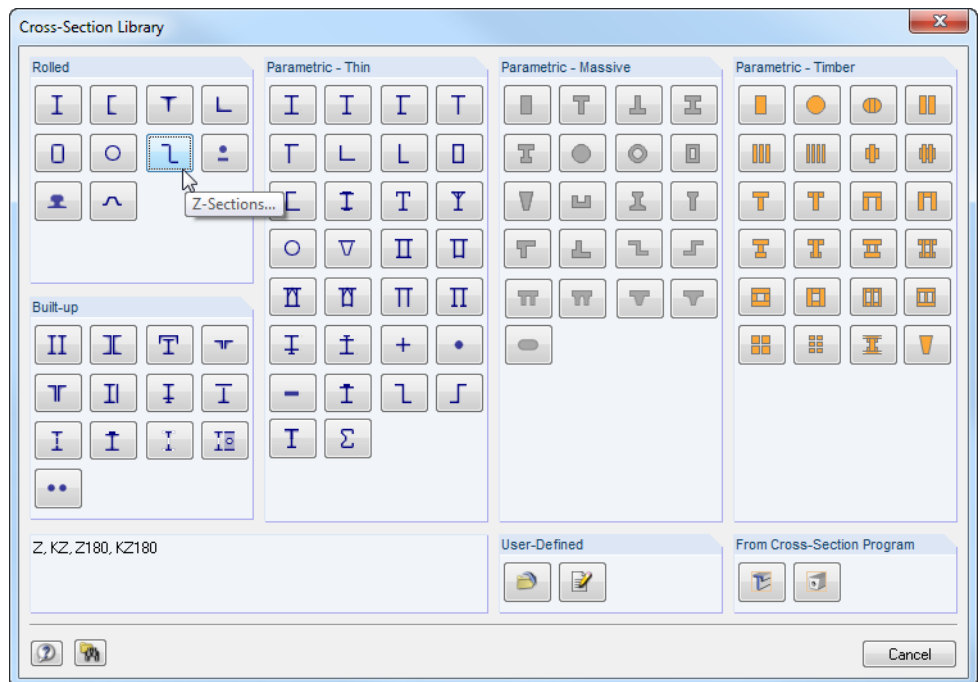 Cross-Section Library
Rolled
Parametric - Thin
Parametric - Massive
Parametric - Timber
Z-Sections...
Built-up
Z, KZ, Z180, KZ180
User-Defined
From Cross-Section Program
Cancel